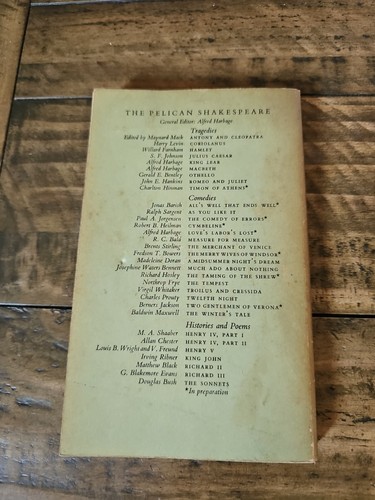 THE PELICAN SHAKESPEARE
General Editor: Alfred Harbage
Tragedies
Edited by Maynard Mack ANTONY AND CLEOPATRA
Harry Levin CORIOLANUS
Willard Farnham HAMLET
S. F. Johnson JULIUS CAESAR
Alfred Harbage KING LEAR
Alfred Harbage MACBETH
Gerald E. Bentley OTHELLO
John E. Hankins ROMEO AND JULIET
Charlton Hinman TIMON OF ATHENS*
Comedies
Jonas Barish ALL'S WELL THAT ENDS WELL*
Ralph Sargent AS YOU LIKE IT
Paul A. Jorgensen THE COMEDY OF ERRORS*
Robert B. Heilman CYMBELINE*
Alfred Harbage LOVE'S LABOR'S LOST*
R. C. Bald MEASURE FOR MEASURE
Brents Stirling THE MERCHANT OF VENICE
Fredson T. Bowers THE MERRY WIVES OF WINDSOR*
Madeleine Doran A MIDSUMMER NIGHT'S DREAM
Josephine Waters Bennett MUCH ADO ABOUT NOTHING
Richard Hosley THE TAMING OF THE SHREW*
Northrop Frye THE TEMPEST
Virgil Whitaker TROILUS AND CRESSIDA
Charles Prouty TWELFTH NIGHT
Berners Jackson TWO GENTLEMEN OF VERONA*
Baldwin Maxwell THE WINTER'S TALE
Histories and Poems
M. A. Shaaber HENRY IV, PART I
Allan Chester HENRY IV, PART II
Louis B. Wright and V. Freund HENRY V
Irving Ribner KING JOHN
Matthew Black RICHARD II
G. Blakemore Evans RICHARD III
Douglas Bush THE SONNETS
*In preparation